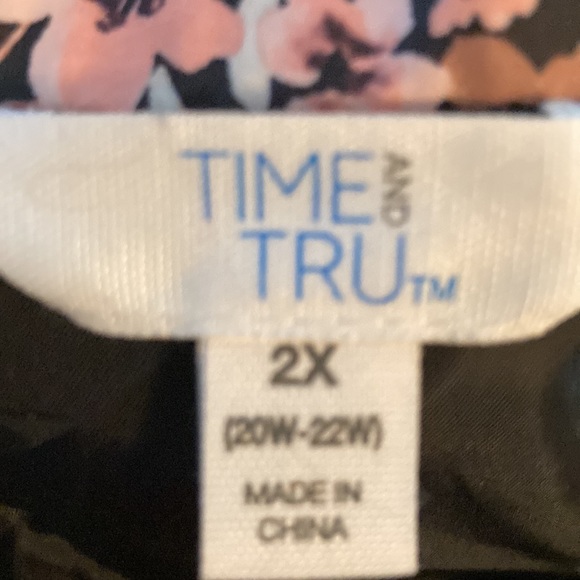 TIME AND
TRU™
2X
(20W-22W)
MADE IN
CHINA